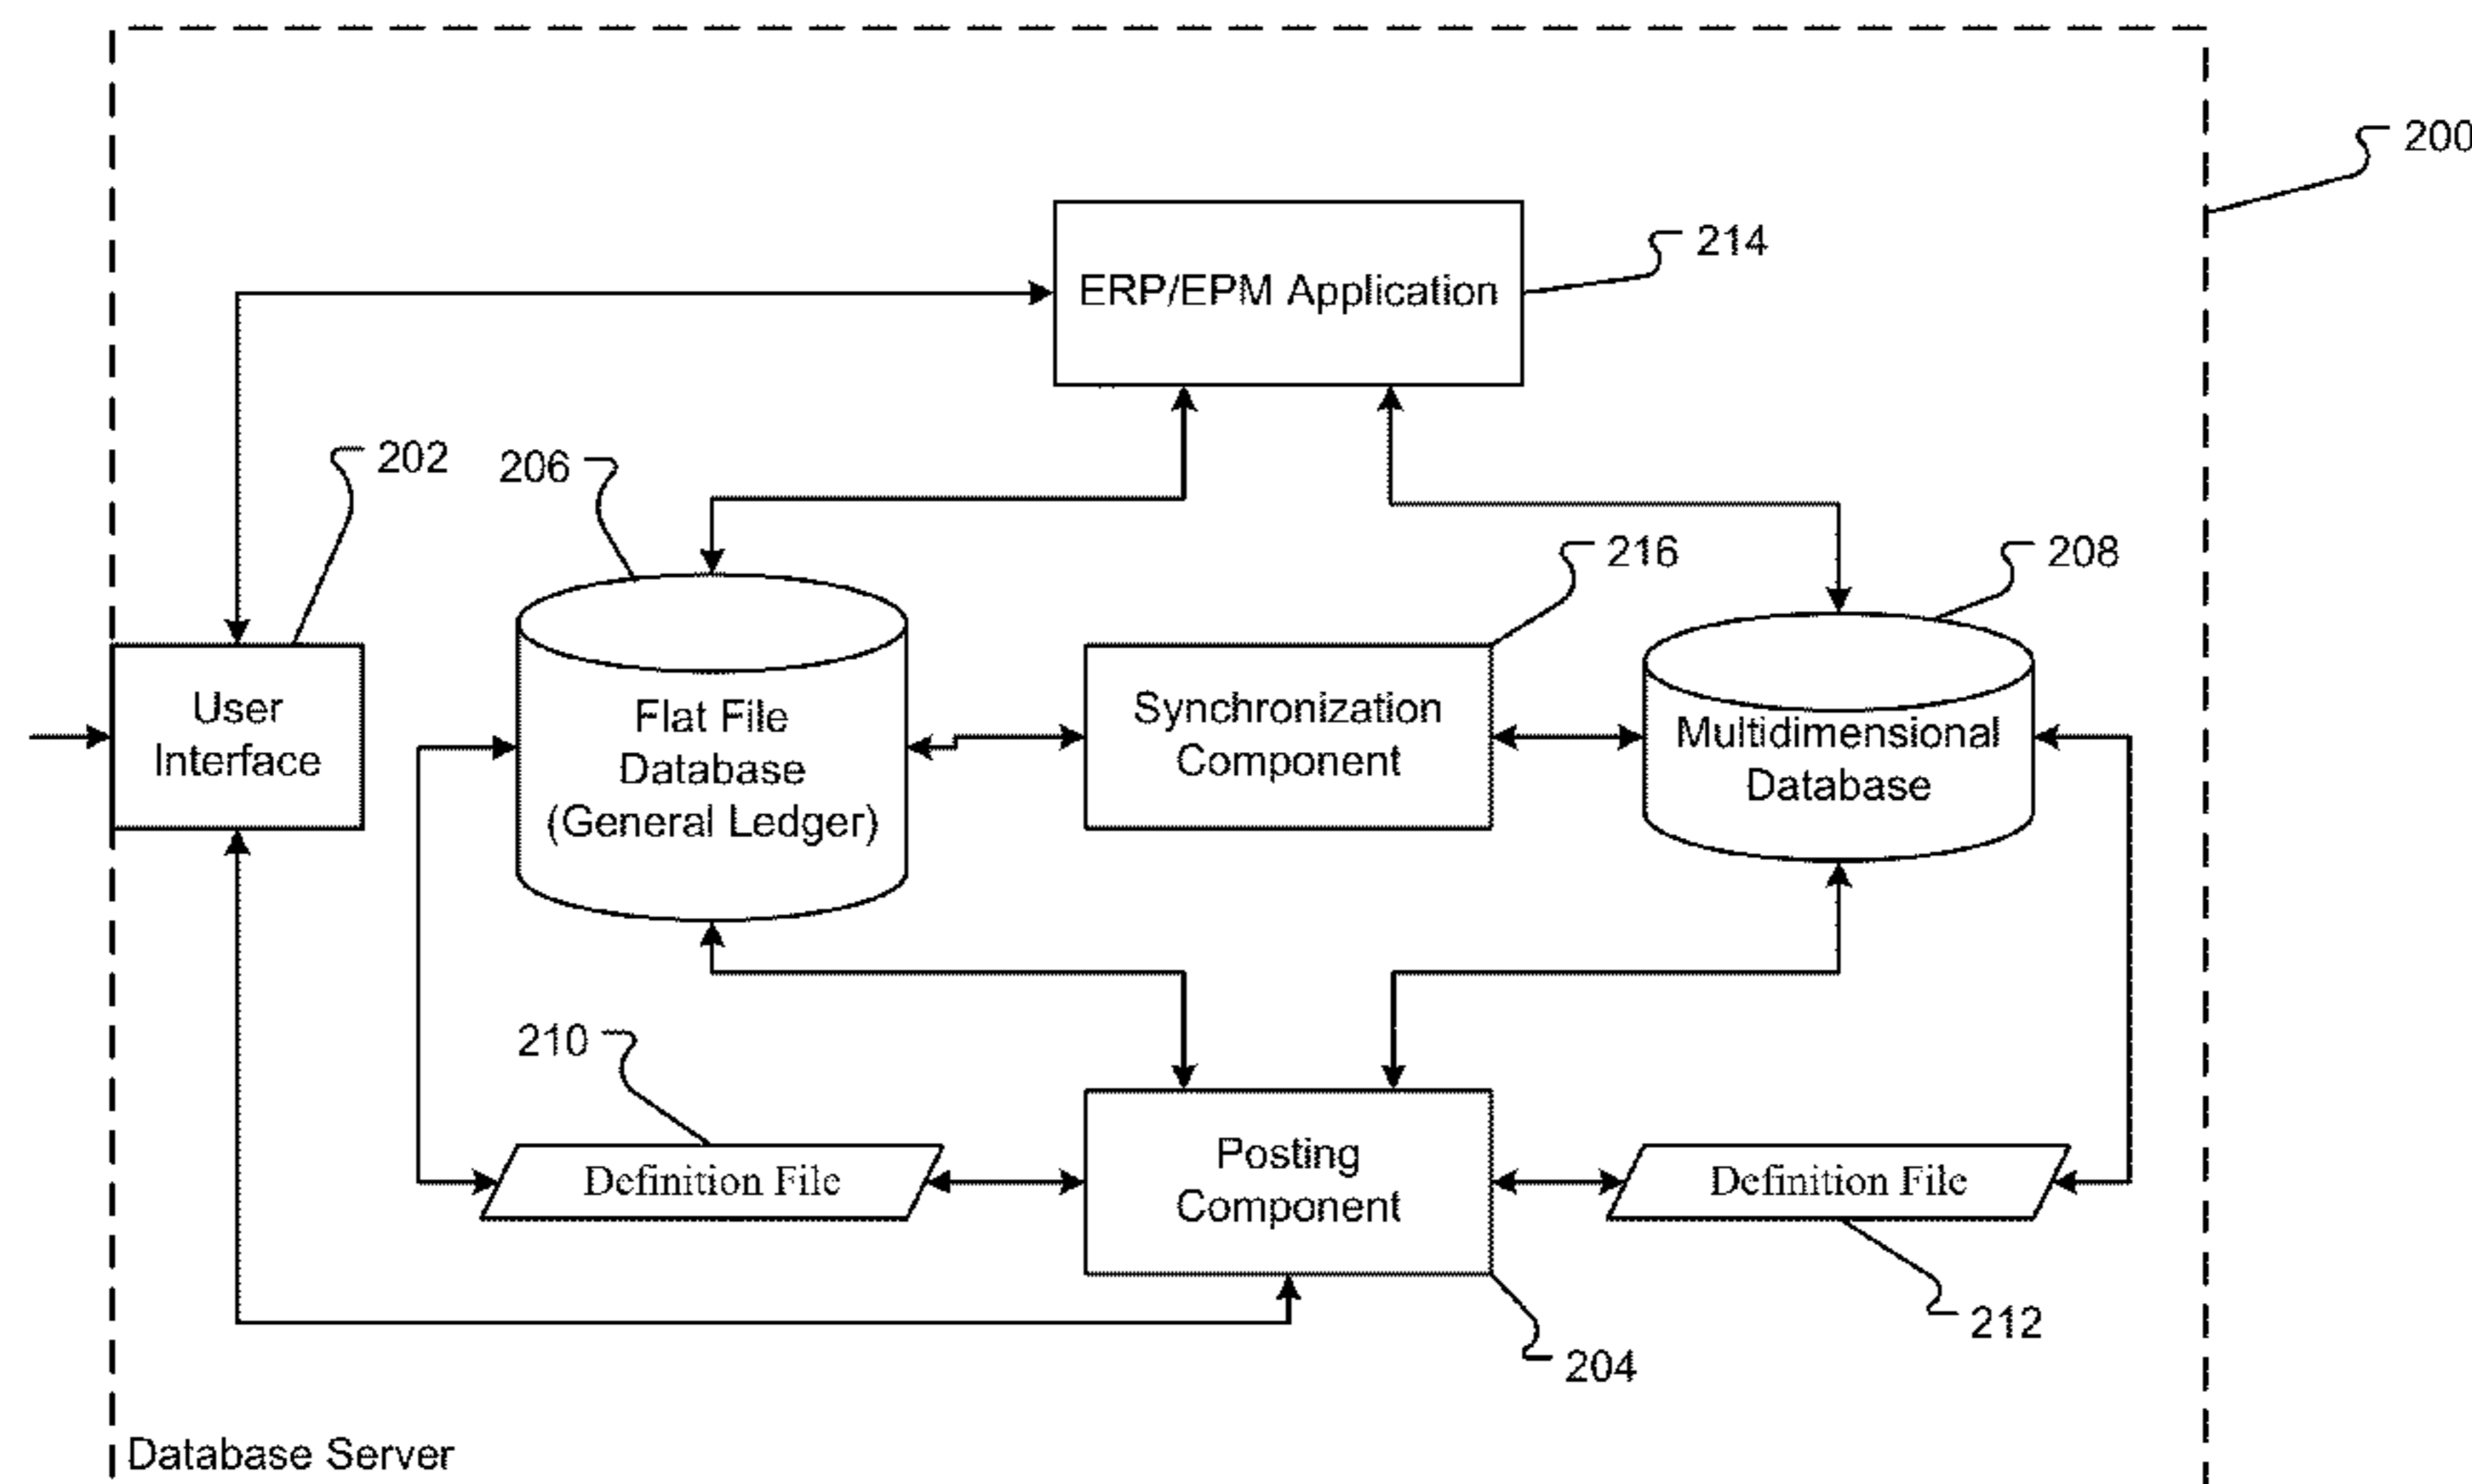 200
214
ERP/EPM Application
202
206
216
208
User
Interface
Flat File
Database
(General Ledger)
Synchronization
Component
Multidimensional
Database
210
Definition File
Posting
Component
Definition File
212
204
Database Server